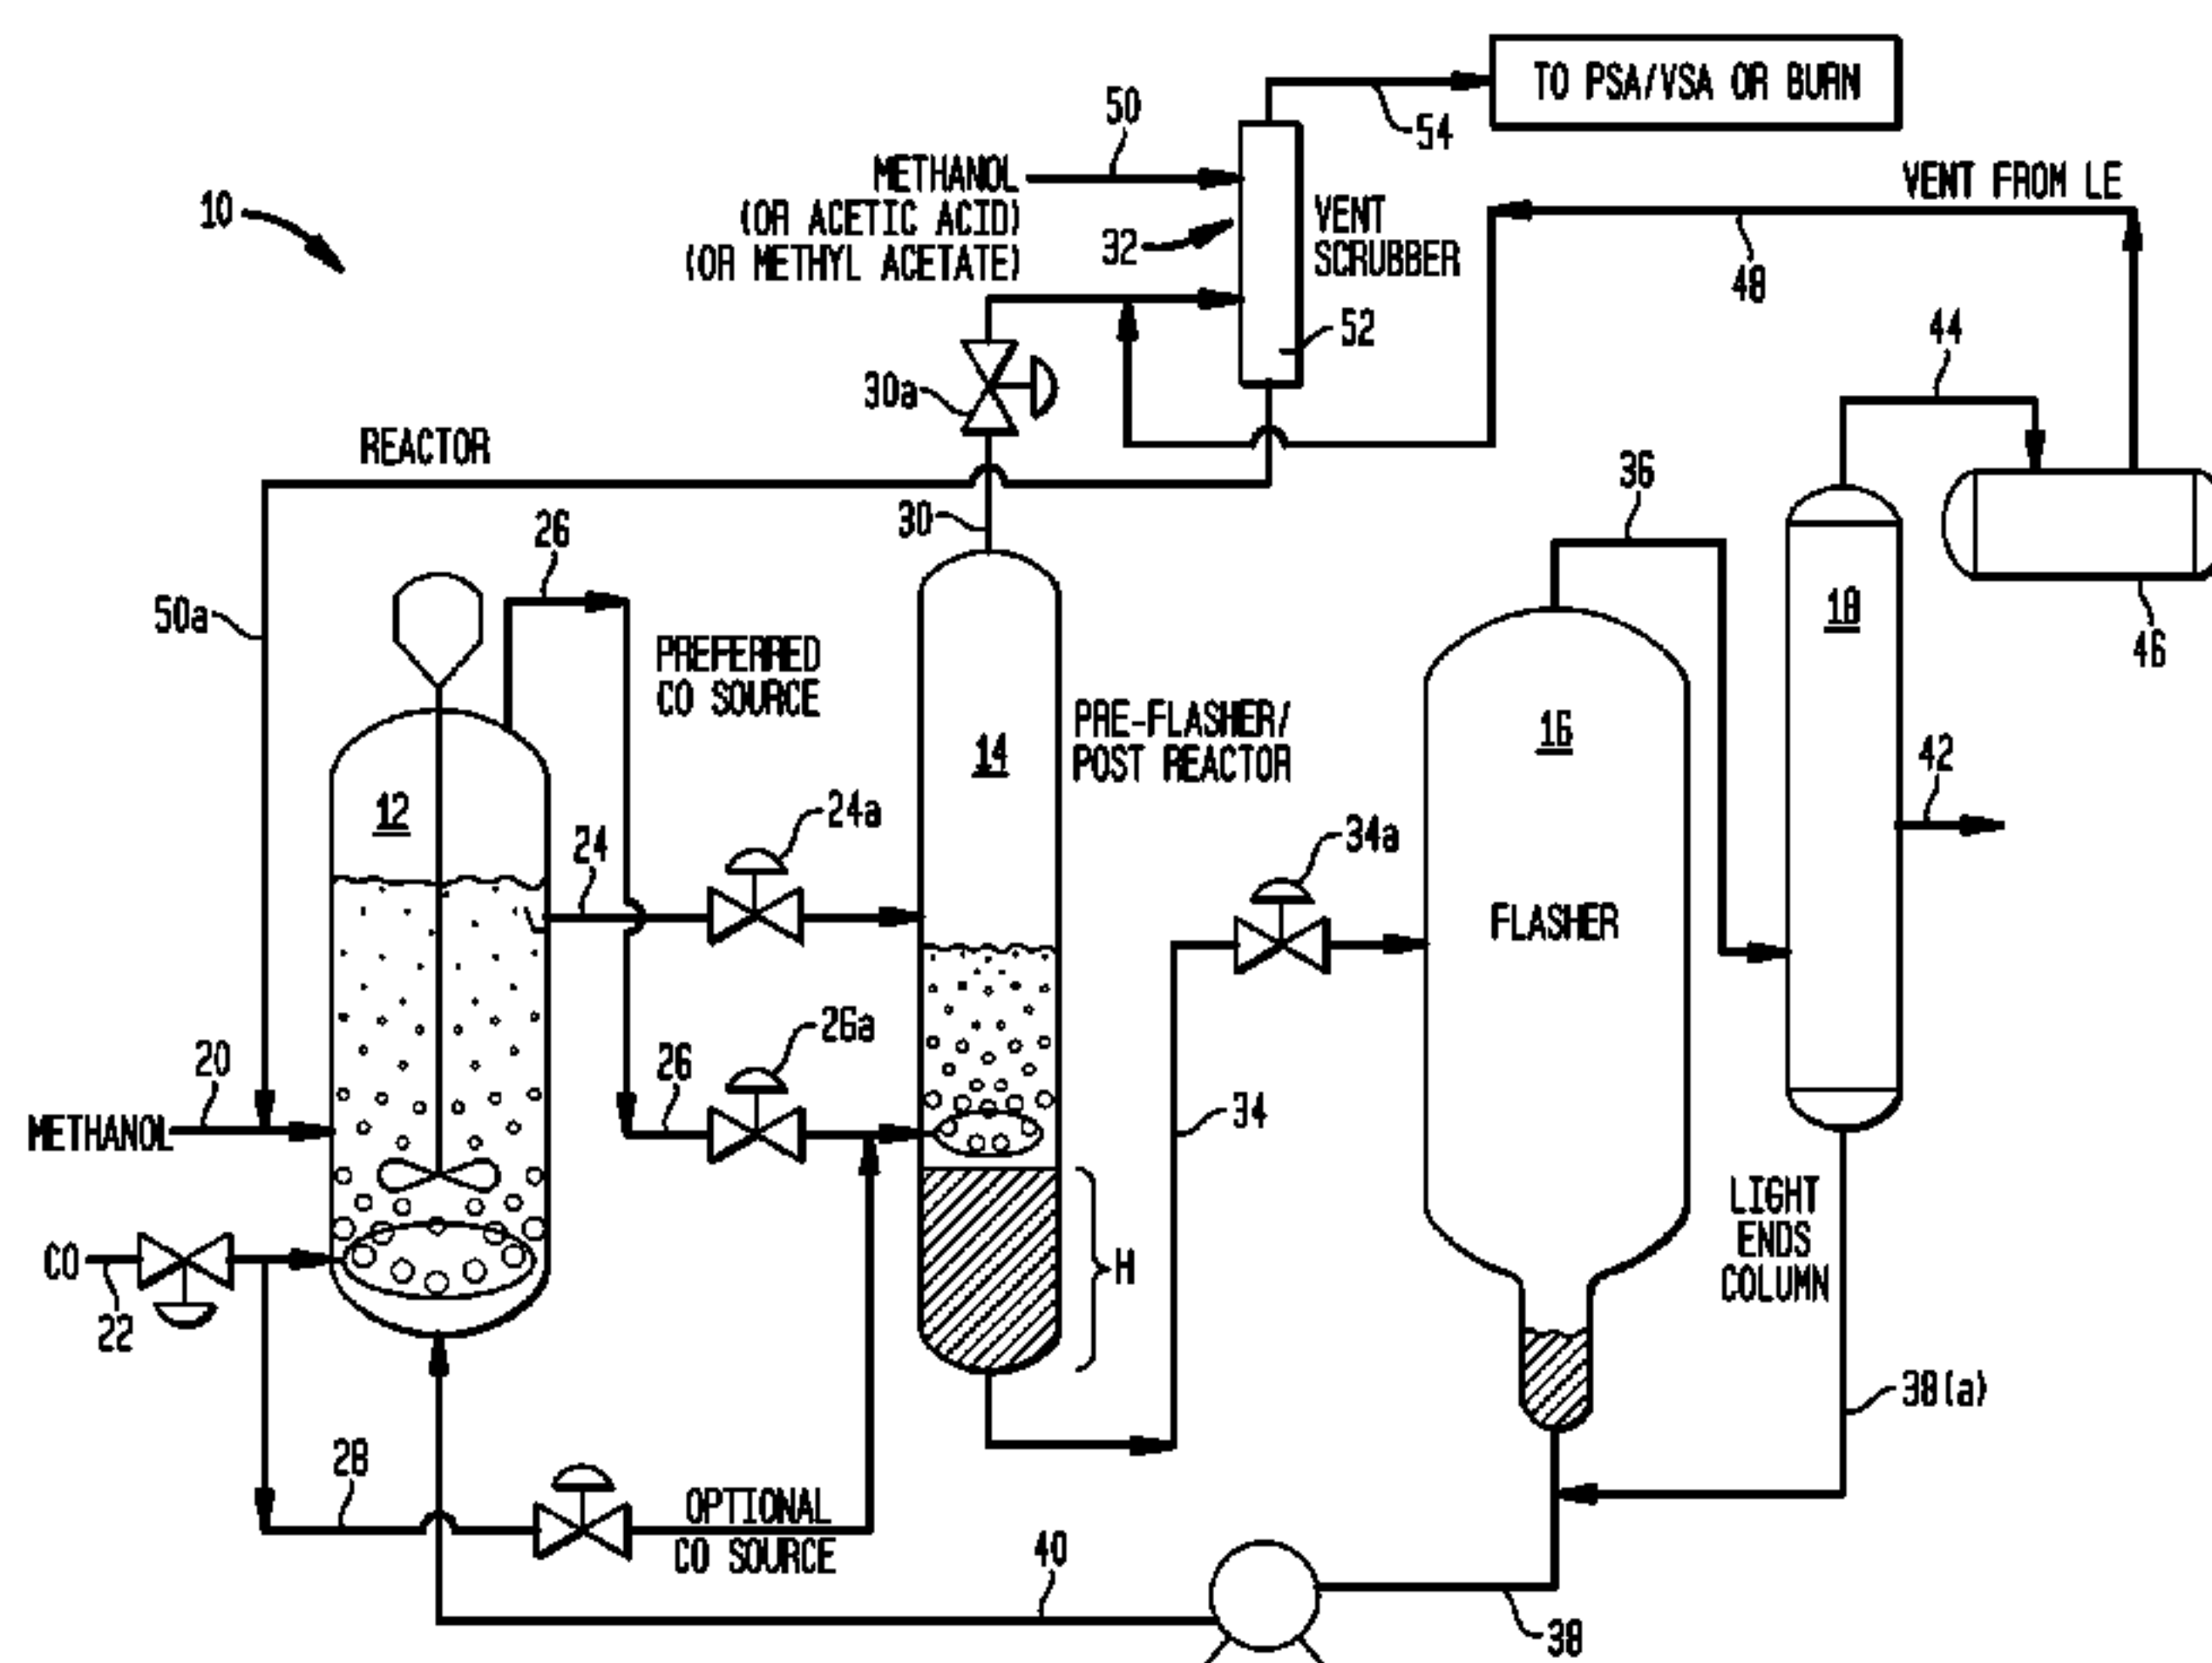 TO PSA/VSA OR BURN
54
50
METHANOL
(OR ACETIC ACID)
(OR METHYL ACETATE)
10
32
VENT
SCRUBBER
52
VENT FROM LE
48
44
30a
REACTOR
36
30
26
50a
46
18
PREFERRED
CO SOURCE
PRE-FLASHER/
POST REACTOR
14
16
42
12
24a
24
34a
FLASHER
26a
26
20
METHANOL
34
LIGHT
ENDS
COLUMN
H
CO
22
38(a)
28
OPTIONAL
CO SOURCE
40
38